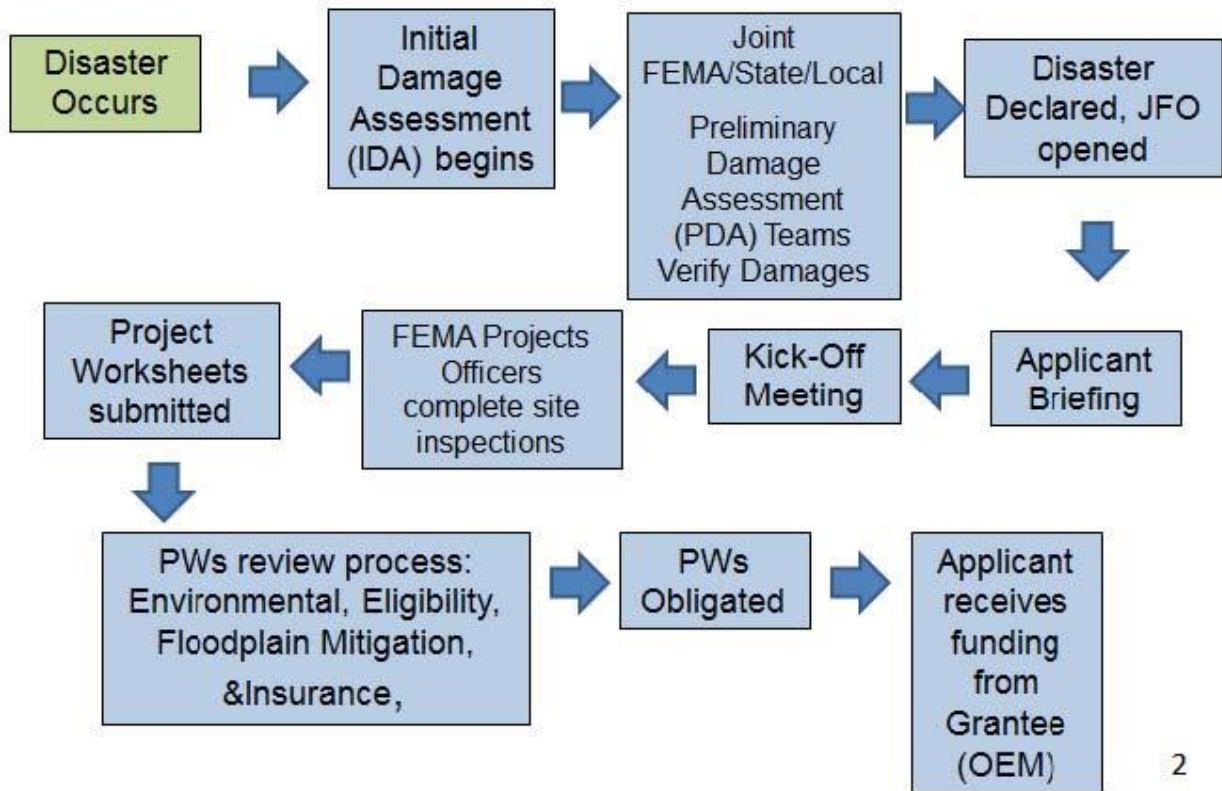 Disaster
Occurs
Initial
Damage
Assessment
(IDA) begins
Joint
FEMA/State/Local
Preliminary
Damage
Assessment
(PDA) Teams
Verify Damages
Disaster
Declared, JFO
opened
Applicant
Briefing
Kick-Off
Meeting
FEMA Projects
Officers
complete site
inspections
Project
Worksheets
submitted
PWs review process:
Environmental, Eligibility,
Floodplain Mitigation,
&Insurance,
PWs
Obligated
Applicant
receives
funding
from
Grantee
(OEM)
2